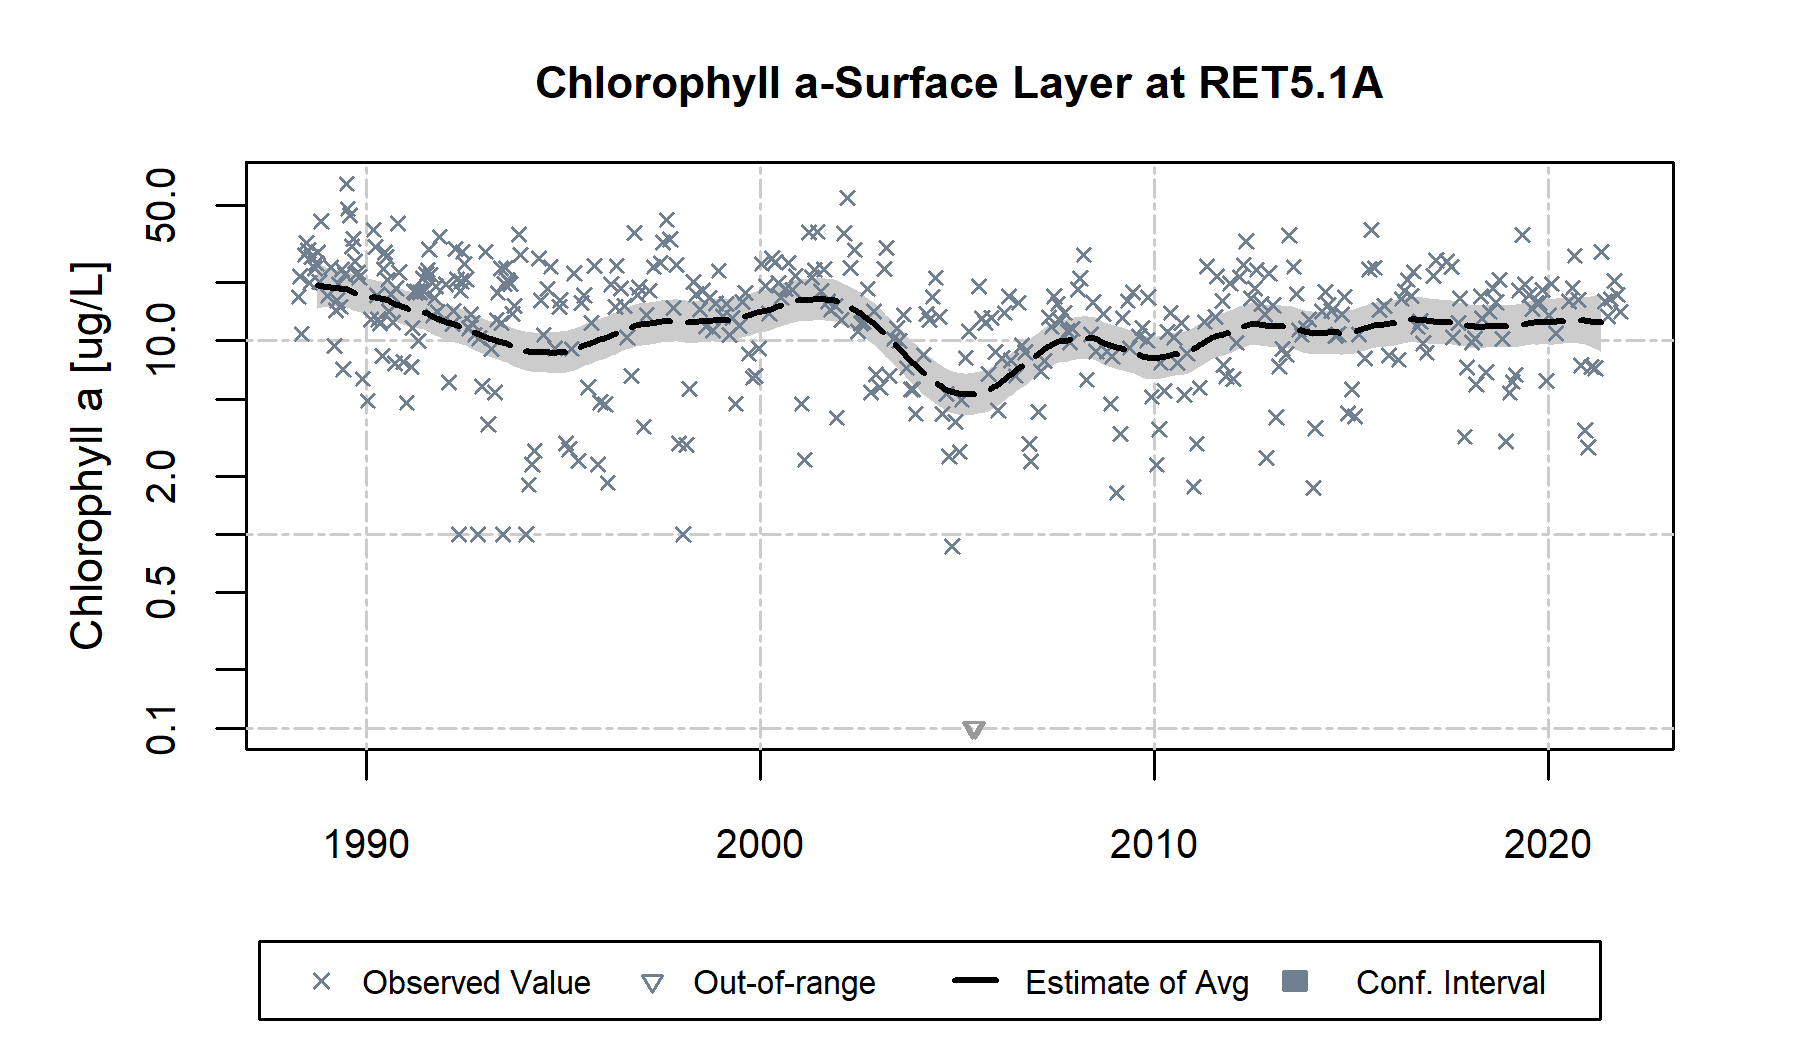 Chlorophyll a-Surface Layer at RET5.1A
Chlorophyll a [ug/L]
50.0
10.0
2.0
0.5
0.1
1990 2000 2010 2020
Observed Value Out-of-range Estimate of Avg Conf. Interval